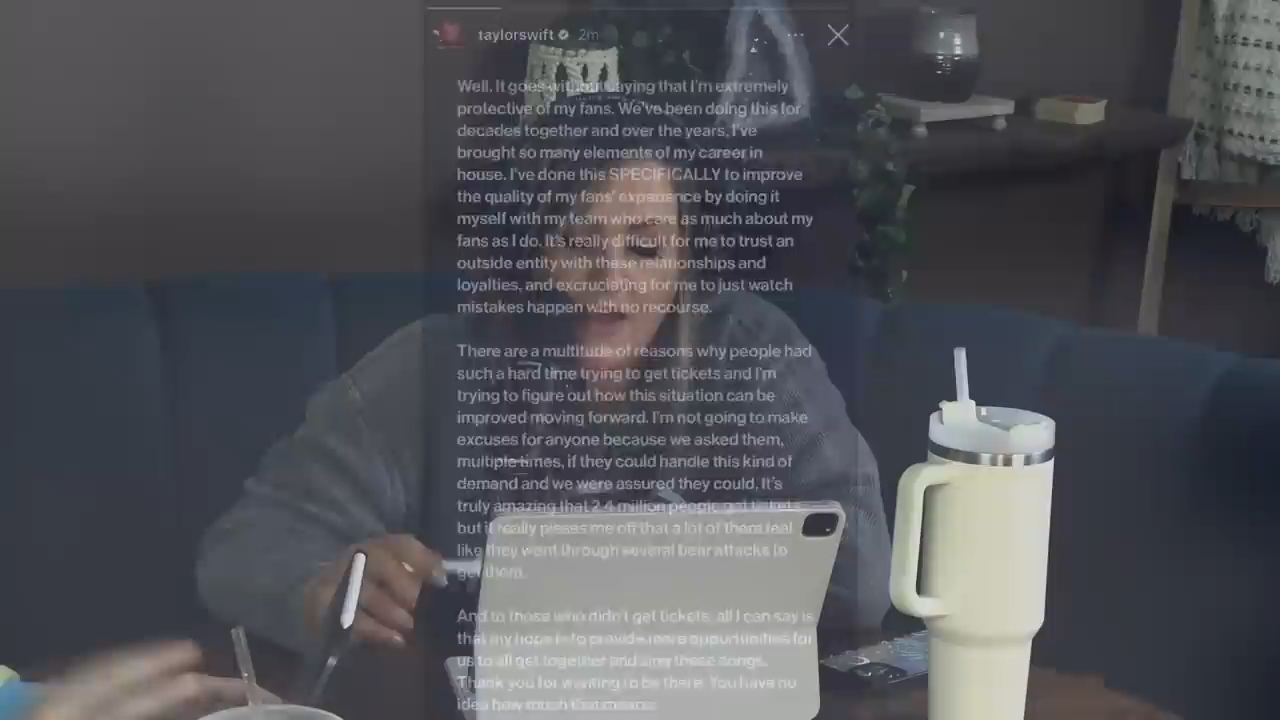 taylorswift 2m
Well. It goes without saying that I'm extremely
protective of my fans. We've been doing this for
decades together and over the years, I've
brought so many elements of my career in
house. I've done this SPECIFICALLY to improve
the quality of my fans' experience by doing it
myself with my team who care as much about my
fans as I do. It's really difficult for me to trust an
outside entity with these relationships and
loyalties, and excruciating for me to just watch
mistakes happen with no recourse.
There are a multitude of reasons why people had
such a hard time trying to get tickets and I'm
trying to figure out how this situation can be
improved moving forward. I'm not going to make
excuses for anyone because we asked them,
multiple times, if they could handle this kind of
demand and we were assured they could. It's
truly amazing that 2.4 million people got tickets,
but it really pisses me off that a lot of them feel
like they went through several bear attacks to
get them.
And to those who didn't get tickets, all I can say is
that my hope is to provide more opportunities for
us to all get together and sing these songs.
Thank you for wanting to be there. You have no
idea how much that means.